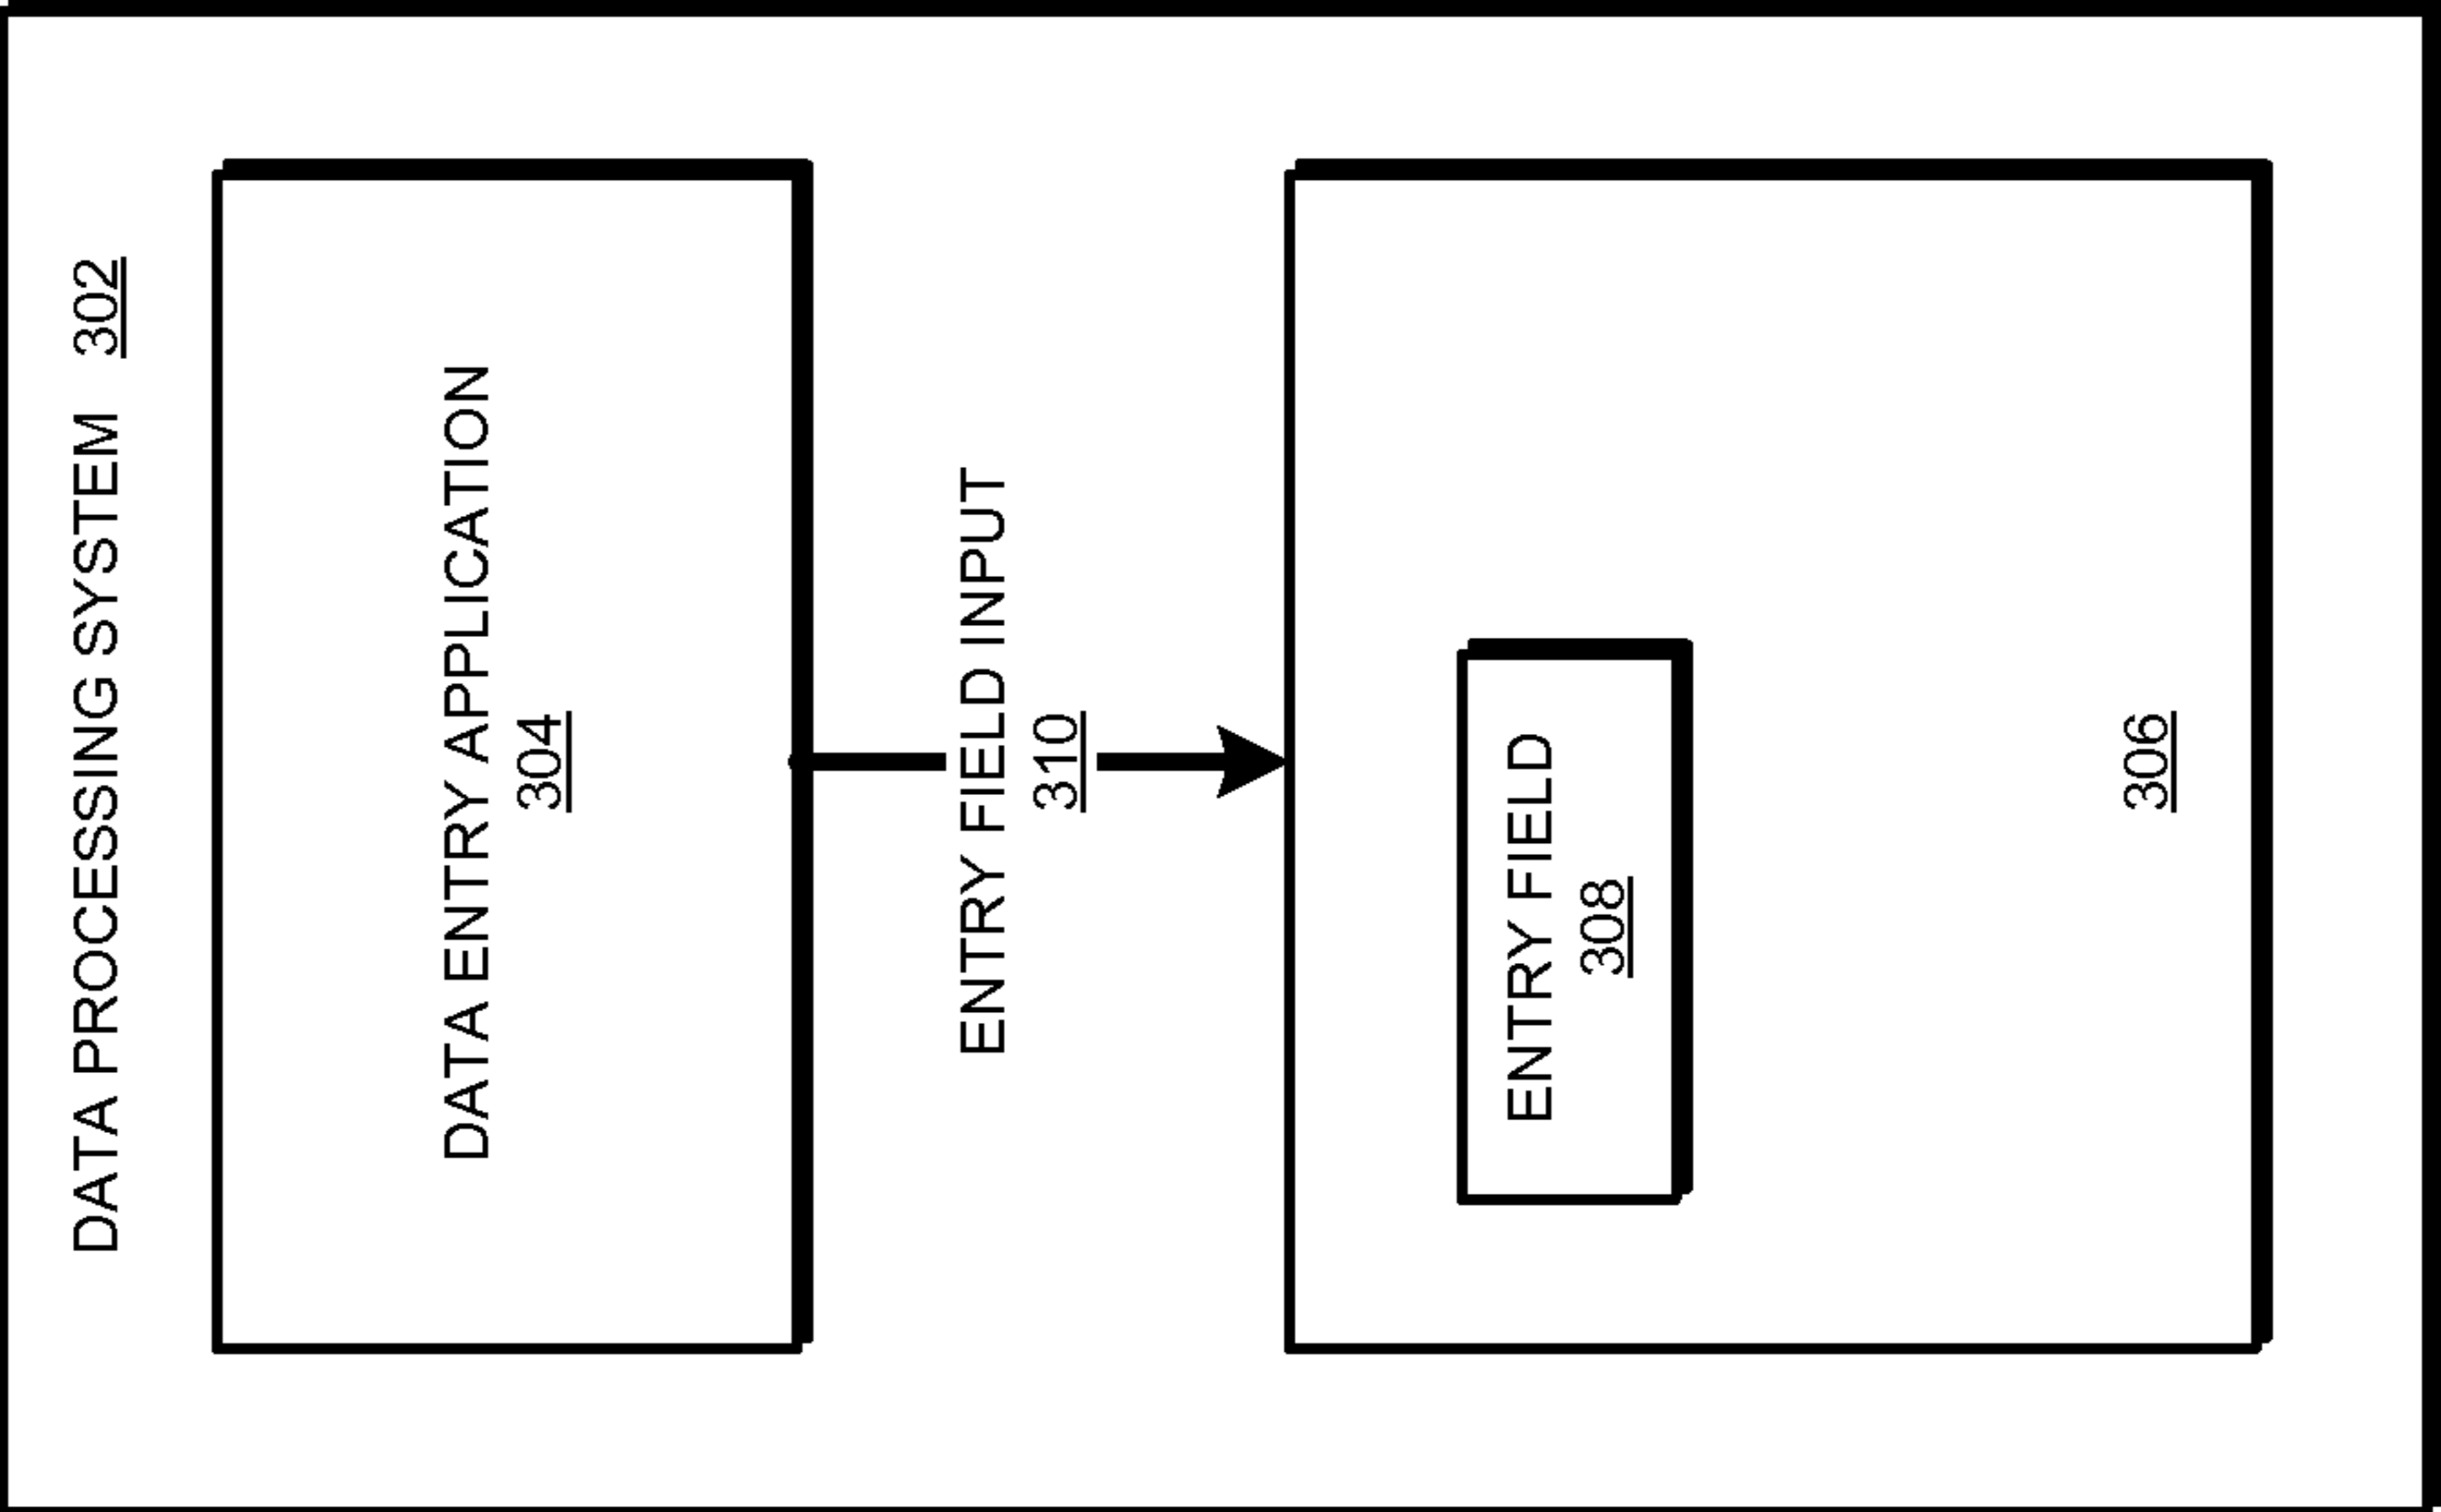 DATA PROCESSING SYSTEM 302
DATA ENTRY APPLICATION
304
ENTRY FIELD INPUT
310
ENTRY FIELD
308
306